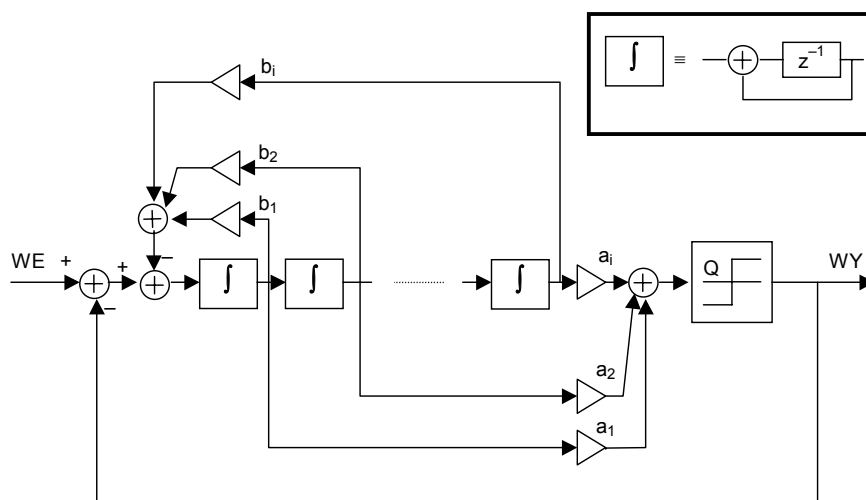 ∫ ≡ z⁻¹
bᵢ
b₂
b₁
WE + + − ∫ ∫ ∫ aᵢ Q WY
−
a₂
a₁